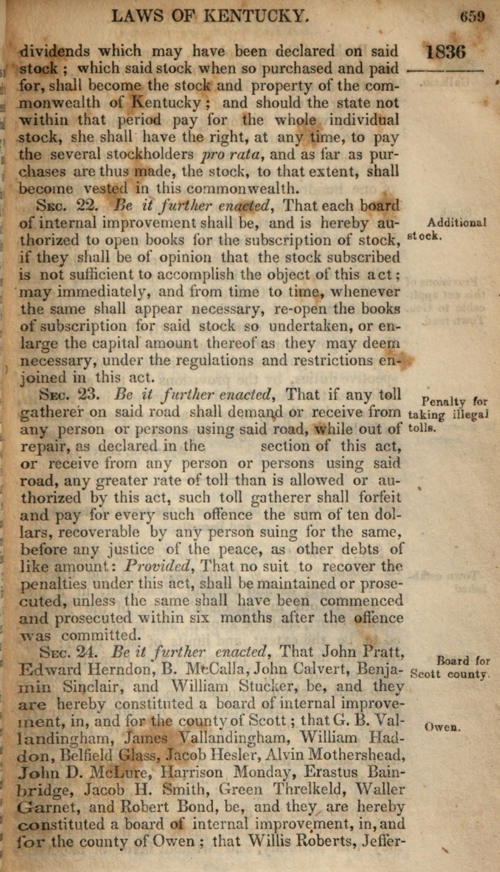 LAWS OF KENTUCKY.
659
1836
dividends which may have been declared on said
stock ; which said stock when so purchased and paid
for, shall become the stock and property of the com-
monwealth of Kentucky ; and should the state not
within that period pay for the whole individual
stock, she shall have the right, at any time, to pay
the several stockholders pro rata, and as far as pur-
chases are thus made, the stock, to that extent, shall
become vested in this commonwealth.
SEC. 22. Be it further enacted, That each board
of internal improvement shall be, and is hereby au-
thorized to open books for the subscription of stock,
if they shall be of opinion that the stock subscribed
is not sufficient to accomplish the object of this act ;
may immediately, and from time to time, whenever
the same shall appear necessary, re-open the books
of subscription for said stock so undertaken, or en-
large the capital amount thereof as they may deem
necessary, under the regulations and restrictions en-
joined in this act.
Additional
stock.
SEC. 23. Be it further enacted, That if any toll
gatherer on said road shall demand or receive from
any person or persons using said road, while out of
repair, as declared in the section of this act,
or receive from any person or persons using said
road, any greater rate of toll than is allowed or au-
thorized by this act, such toll gatherer shall forfeit
and pay for every such offence the sum of ten dol-
lars, recoverable by any person suing for the same,
before any justice of the peace, as other debts of
like amount : Provided, That no suit to recover the
penalties under this act, shall be maintained or prose-
cuted, unless the same shall have been commenced
and prosecuted within six months after the offence
was committed.
Penalty for
taking illegal
tolls.
SEC. 24. Be it further enacted, That John Pratt,
Edward Herndon, B. McCalla, John Calvert, Benja-
min Sinclair, and William Stucker, be, and they
are hereby constituted a board of internal improve-
ment, in, and for the county of Scott ; that G. B. Val-
landingham, James Vallandingham, William Had-
don, Belfield Glass, Jacob Hesler, Alvin Mothershead,
John D. McLure, Harrison Monday, Erastus Bain-
bridge, Jacob H. Smith, Green Threlkeld, Waller
Garnet, and Robert Bond, be, and they are hereby
constituted a board of internal improvement, in, and
for the county of Owen ; that Willis Roberts, Jeffer-
Board for
Scott county.
Owen.